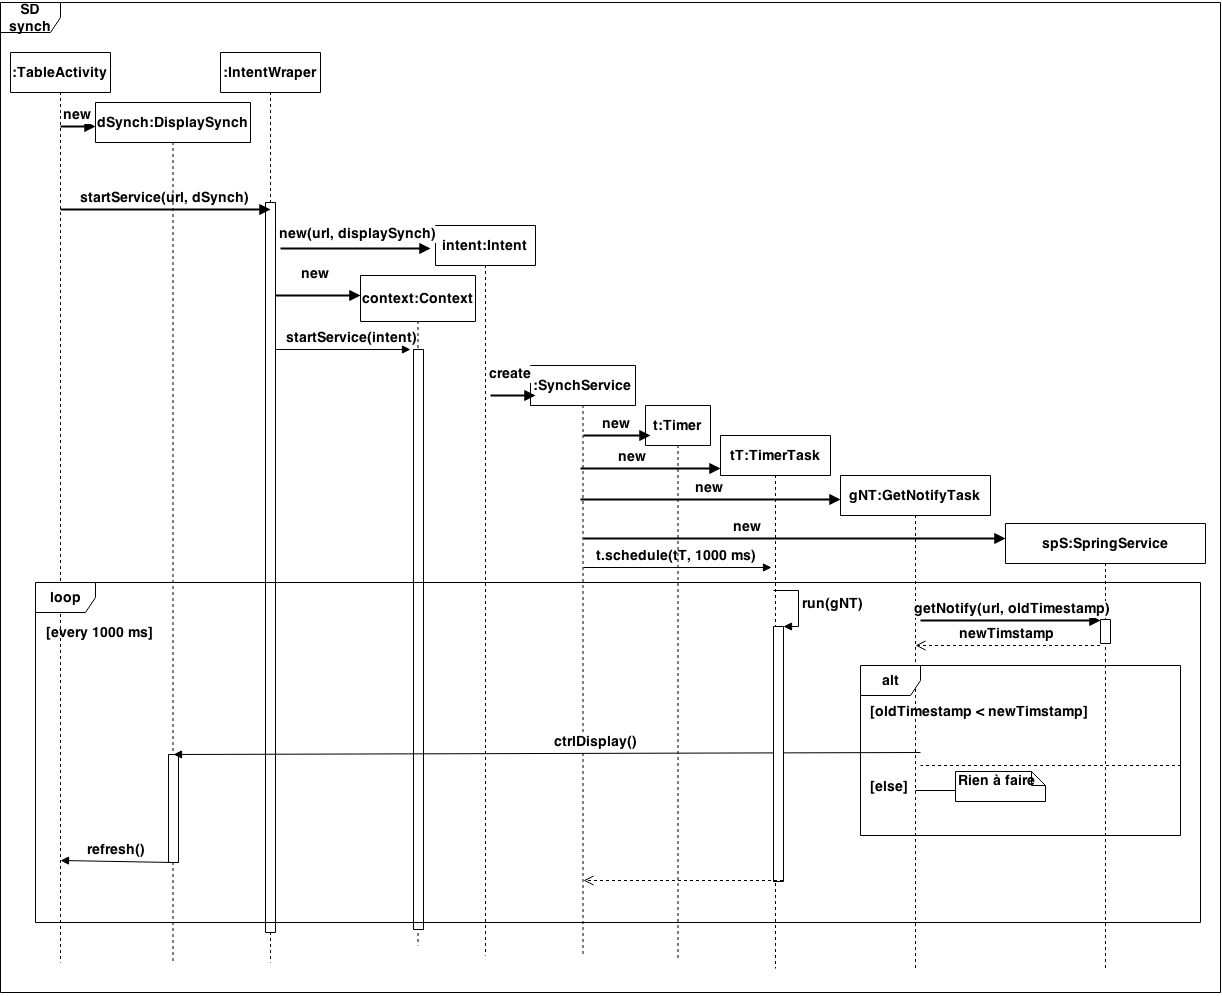 SD
synch
:TableActivity
:IntentWraper
new
dSynch:DisplaySynch
startService(url, dSynch)
new(url, displaySynch)
intent:Intent
new
context:Context
startService(intent)
create
:SynchService
new
t:Timer
new
tT:TimerTask
new
gNT:GetNotifyTask
new
spS:SpringService
t.schedule(tT, 1000 ms)
loop
[every 1000 ms]
run(gNT)
getNotify(url, oldTimestamp)
newTimstamp
alt
[oldTimestamp < newTimstamp]
ctrlDisplay()
[else]
Rien à faire
refresh()